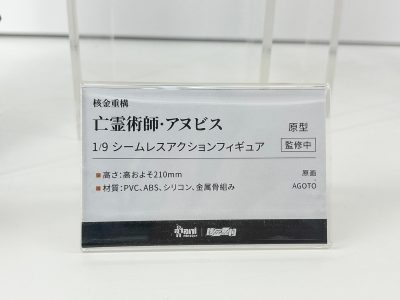 核金重構
亡霊術師・アヌビス
1/9 シームレスアクションフィギュア
原型
監修中
■高さ:高およそ210mm
■材質:PVC、ABS、シリコン、金属骨組み
原画
AGOTO